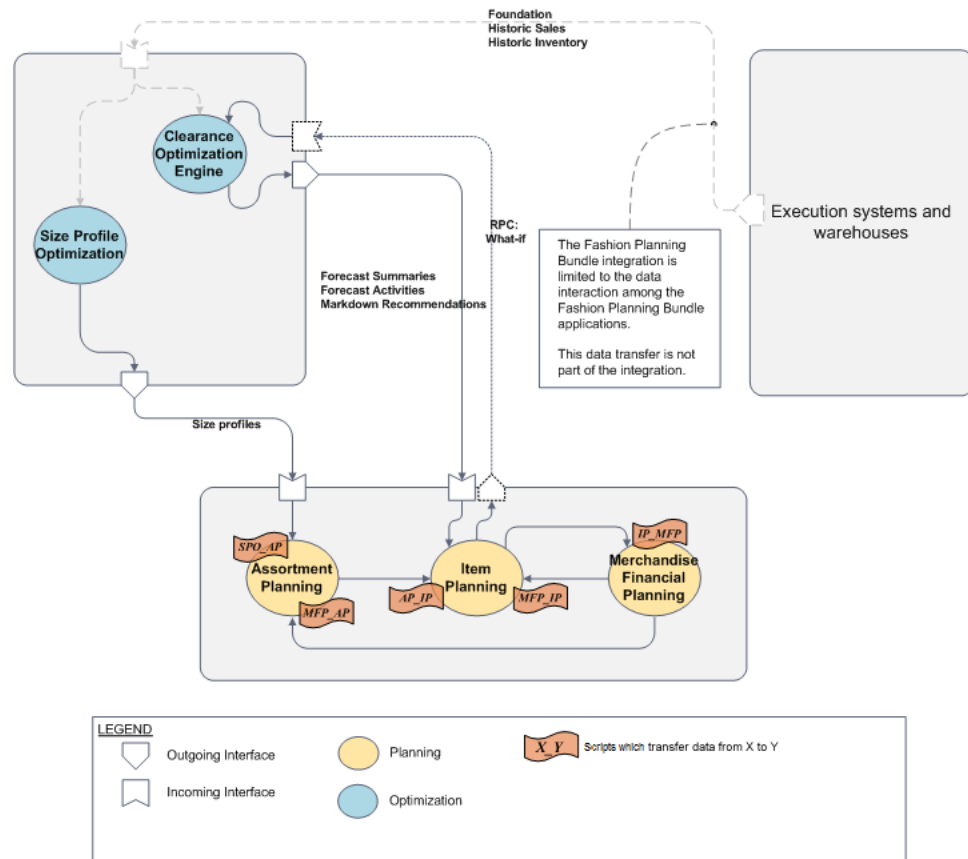 Foundation
Historic Sales
Historic Inventory
Clearance
Optimization
Engine
Size Profile
Optimization
Execution systems and
warehouses
RPC:
What-if
The Fashion Planning
Bundle integration is
limited to the data
interaction among the
Fashion Planning Bundle
applications.
This data transfer is not
part of the integration.
Forecast Summaries
Forecast Activities
Markdown Recommendations
Size profiles
SPO_AP
Assortment
Planning
MFP_AP
Item
Planning
AP_IP
MFP_IP
IP_MFP
Merchandise
Financial
Planning
LEGEND
Outgoing Interface
Incoming Interface
Planning
Optimization
X_Y
Scripts which transfer data from X to Y